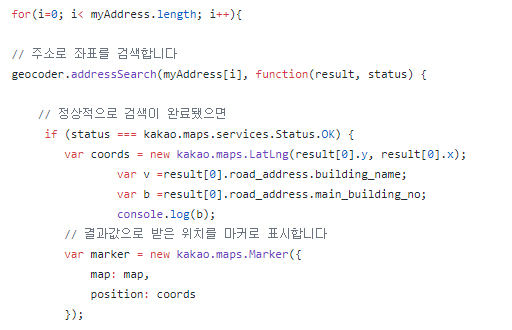 for(i=0; i< myAddress.length; i++){
// 주소로 좌표를 검색합니다
geocoder.addressSearch(myAddress[i], function(result, status) {
// 정상적으로 검색이 완료됐으면
if (status === kakao.maps.services.Status.OK) {
var coords = new kakao.maps.LatLng(result[0].y, result[0].x);
var v =result[0].road_address.building_name;
var b =result[0].road_address.main_building_no;
console.log(b);
// 결과값으로 받은 위치를 마커로 표시합니다
var marker = new kakao.maps.Marker({
map: map,
position: coords
});